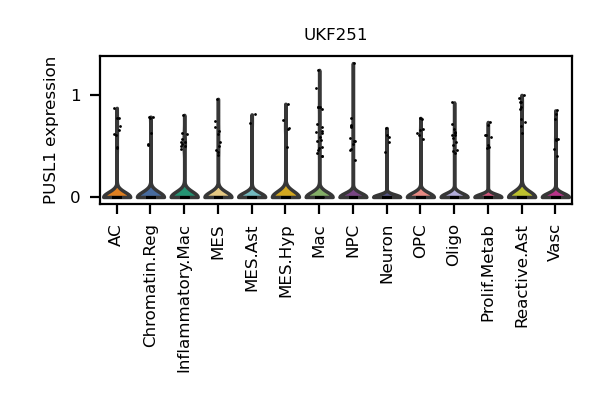 UKF251
PUSL1 expression
1
0
AC
Chromatin.Reg
Inflammatory.Mac
MES
MES.Ast
MES.Hyp
Mac
NPC
Neuron
OPC
Oligo
Prolif.Metab
Reactive.Ast
Vasc